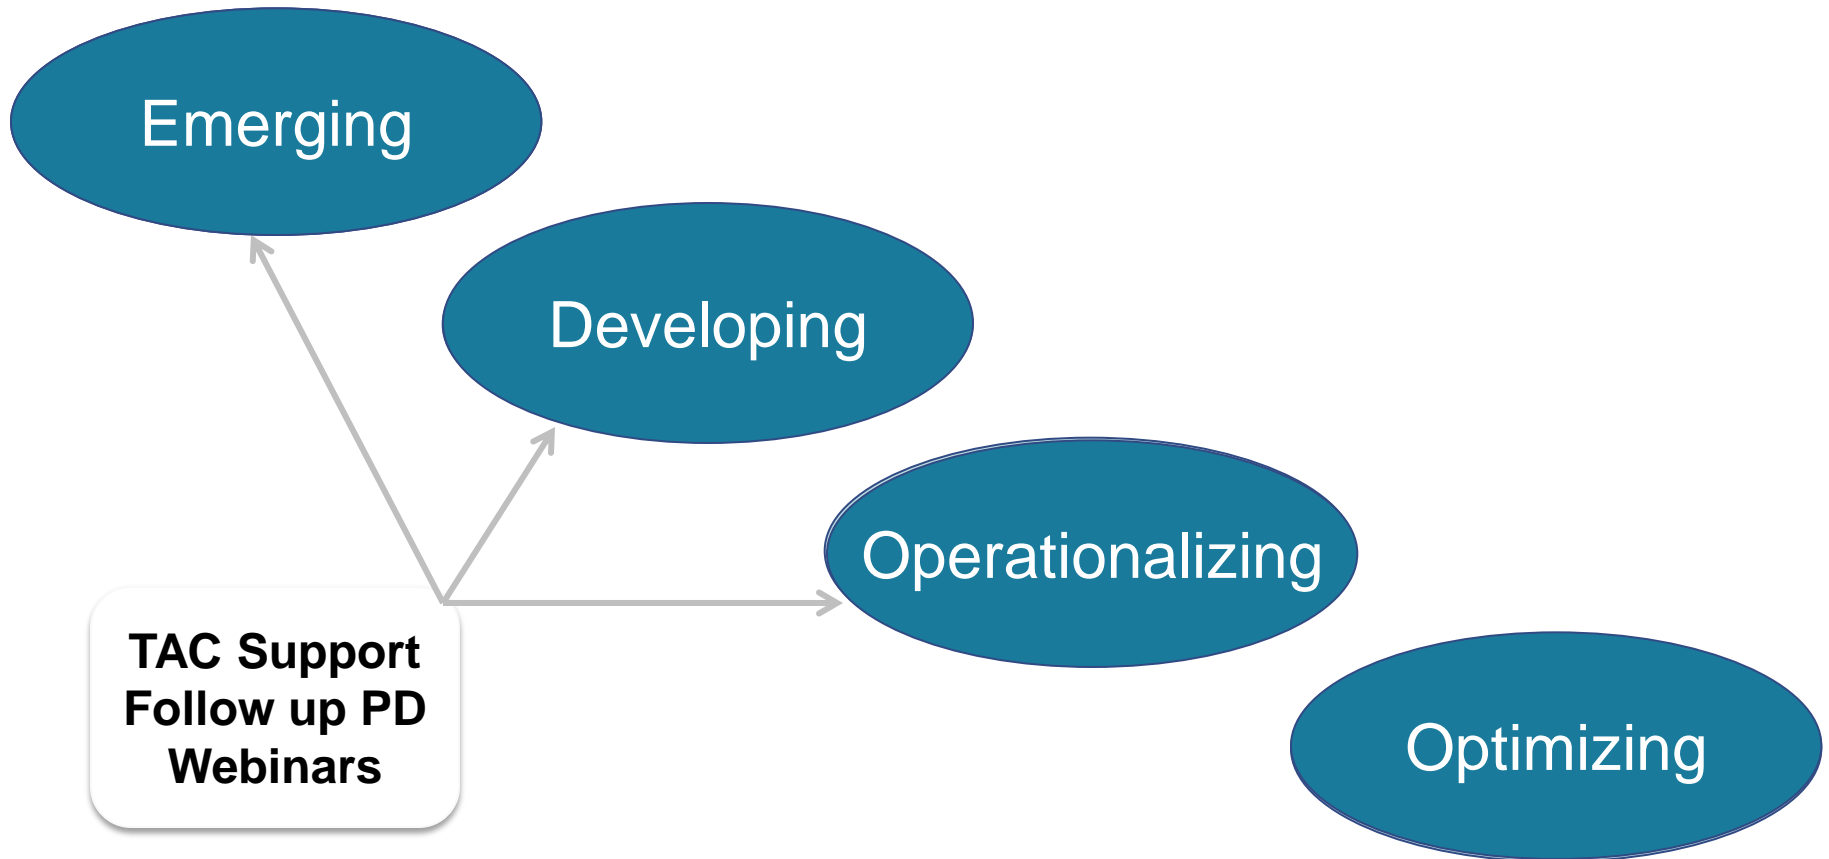 Emerging
Developing
Operationalizing
TAC Support
Follow up PD
Webinars
Optimizing